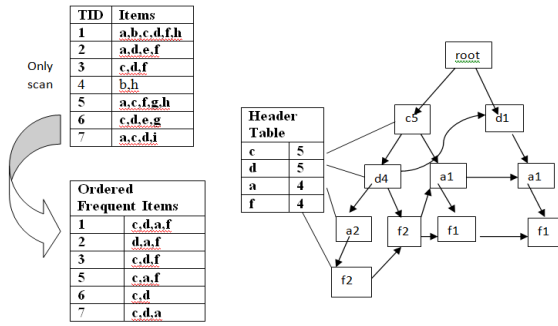 TID Items
1 a,b,c,d,f,h
2 a,d,e,f
3 c,d,f
4 b,h
5 a,c,f,g,h
6 c,d,e,g
7 a,c,d,i
Only
scan
Ordered
Frequent Items
1 c,d,a,f
2 d,a,f
3 c,d,f
5 c,a,f
6 c,d
7 c,d,a
Header
Table
c 5
d 5
a 4
f 4
root
c5 d1
d4 a1 a1
a2 f2 f1 f1
f2